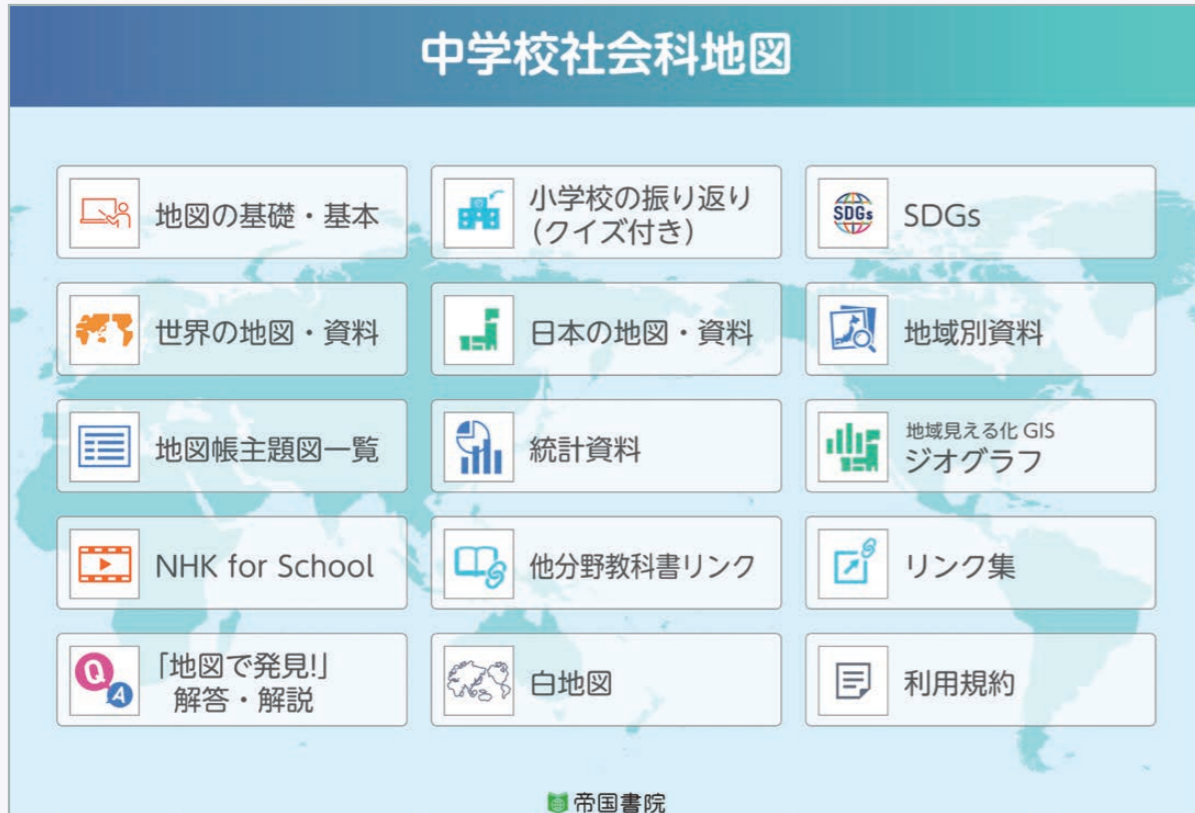 中学校社会科地図
地図の基礎・基本
小学校の振り返り
(クイズ付き)
SDGs
SDGs
世界の地図・資料
日本の地図・資料
地域別資料
地図帳主題図一覧
統計資料
地域見える化 GIS
ジオグラフ
NHK for School
他分野教科書リンク
リンク集
Q
A
「地図で発見!」
解答・解説
白地図
利用規約
帝国書院